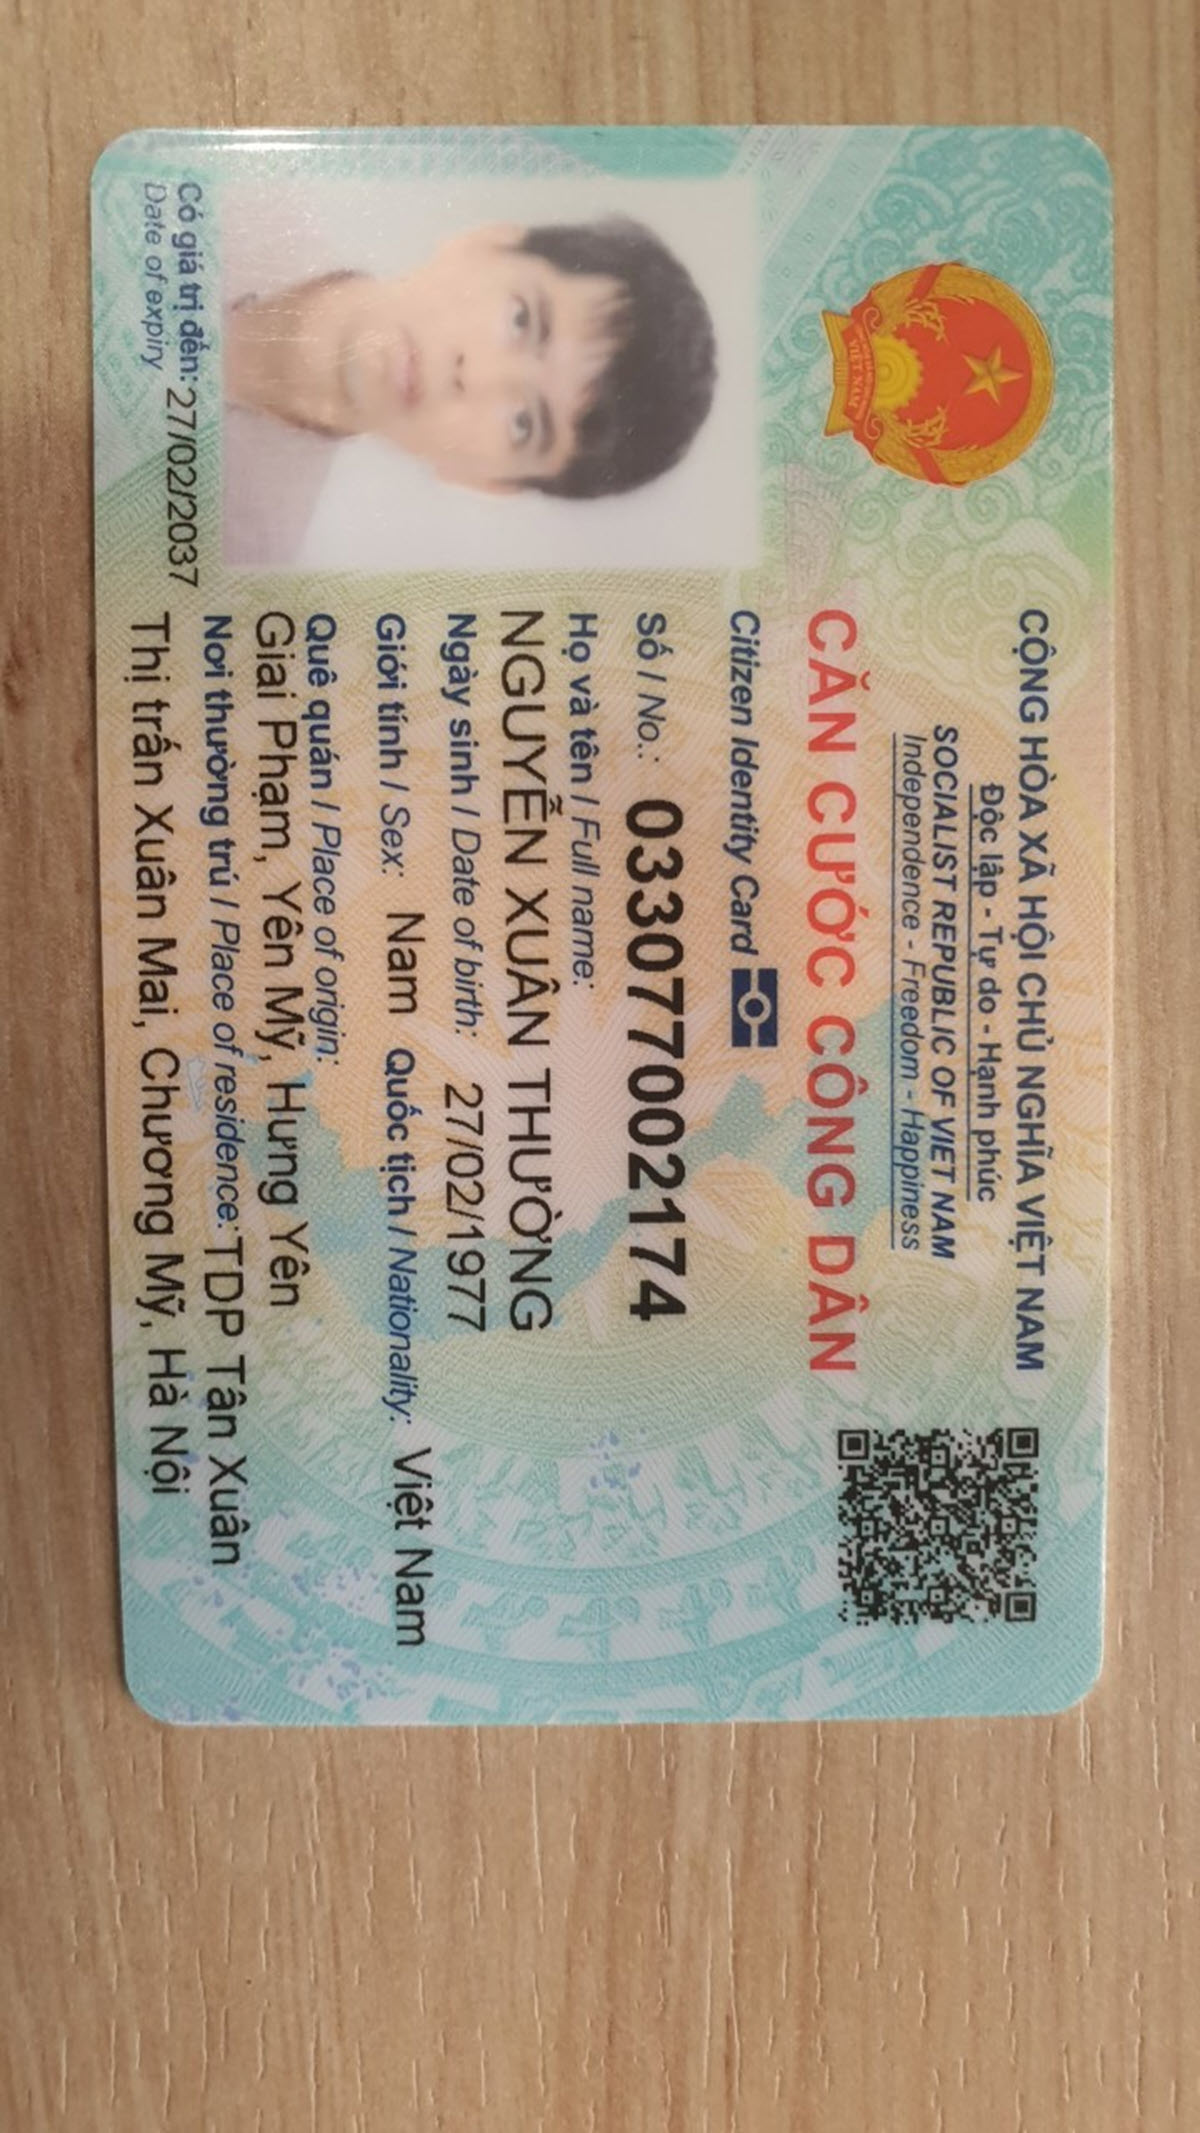 CỘNG HÒA XÃ HỘI CHỦ NGHĨA VIỆT NAM
Độc lập - Tự do - Hạnh phúc
SOCIALIST REPUBLIC OF VIET NAM
Independence - Freedom - Happiness
CĂN CƯỚC CÔNG DÂN
Citizen Identity Card
Số / No.: 033077002174
Họ và tên / Full name:
NGUYỄN XUÂN THƯỜNG
Ngày sinh / Date of birth: 27/02/1977
Giới tính / Sex: Nam Quốc tịch / Nationality: Việt Nam
Quê quán / Place of origin:
Giai Phạm, Yên Mỹ, Hưng Yên
Nơi thường trú / Place of residence: TDP Tân Xuân
Thị trấn Xuân Mai, Chương Mỹ, Hà Nội
Có giá trị đến: 27/02/2037
Date of expiry
VIỆT NAM